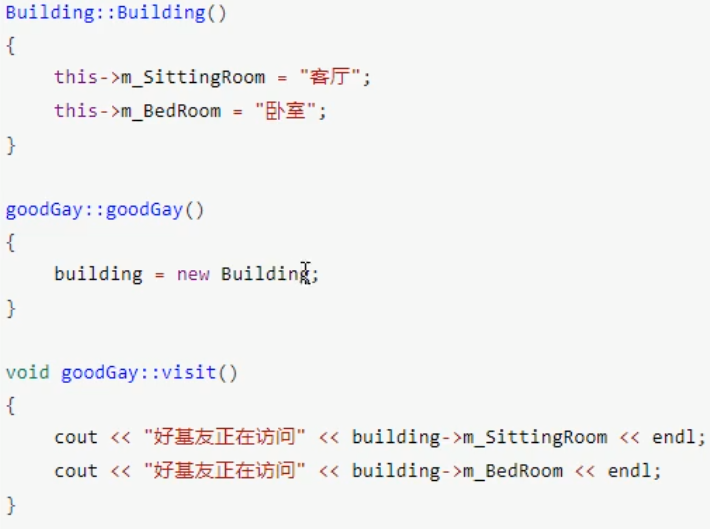 Building::Building()
{
    this->m_SittingRoom = "客厅";
    this->m_BedRoom = "卧室";
}
goodGay::goodGay()
{
    building = new Building;
}
void goodGay::visit()
{
    cout << "好基友正在访问" << building->m_SittingRoom << endl;
    cout << "好基友正在访问" << building->m_BedRoom << endl;
}